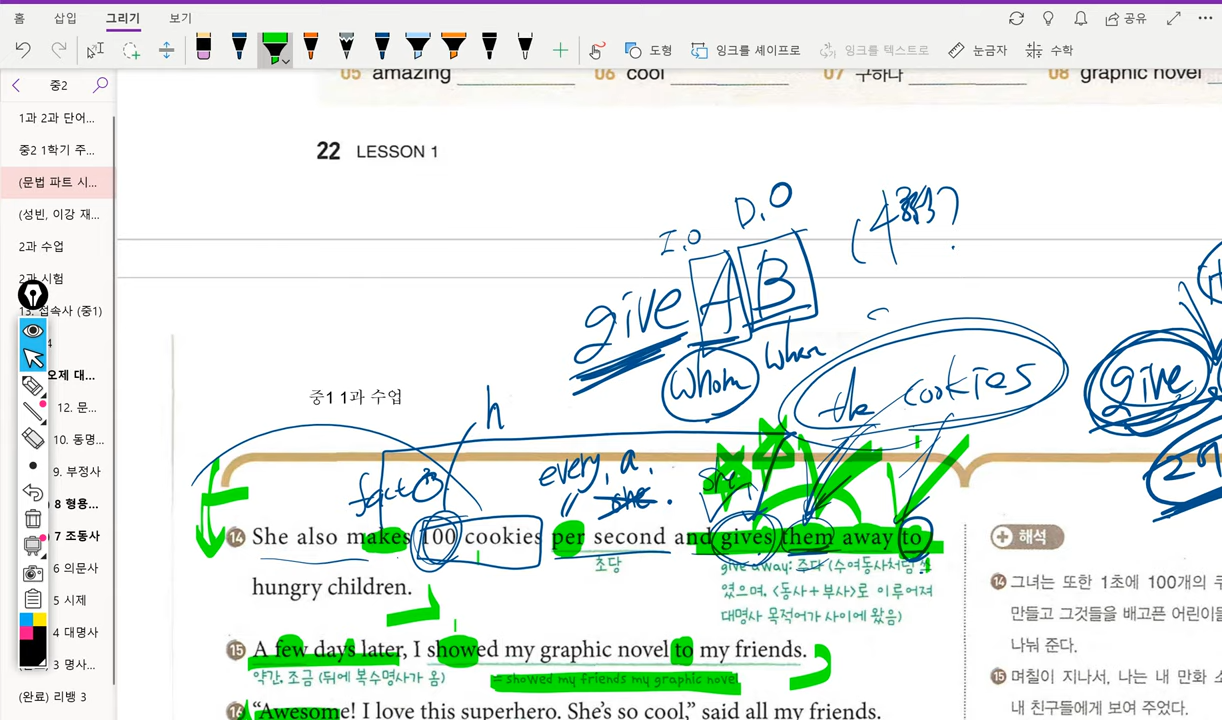 홈 삽입 그리기 보기
공유
도형 잉크를 셰이프로 잉크를 텍스트로 눈금자 수학
중2
1과 2과 단어...
중2 1학기 주...
(문법 파트 시...
(성빈, 이강 재...
2과 수업
2과 시험
13. 접속사 (중1)
4
오제 대...
12. 문...
10. 동명...
9. 부정사
8 형용...
7 조동사
6 의문사
5 시제
4 대명사
3 명사...
(완료) 리뱅 3
05 amazing
06 cool
07 구하다
08 graphic novel
22 LESSON 1
I.O D.O
give A B
whom when
the cookies
give
중1 1과 수업
h
fact
every, a.
she
she.
14 She also makes 100 cookies per second and gives them away to
초당
give away: 주다 (수여동사처럼 쓰
hungry children.
였으며, <동사+부사>로 이루어져
대명사 목적어가 사이에 왔음)
15 A few days later, I showed my graphic novel to my friends.
약간, 조금 (뒤에 복수명사가 옴)
= showed my friends my graphic novel
16 “Awesome! I love this superhero. She’s so cool,” said all my friends.
해석
14 그녀는 또한 1초에 100개의
만들고 그것들을 배고픈 어린이들
나눠 준다.
15 며칠이 지나서, 나는 내 만화
내 친구들에게 보여 주었다.